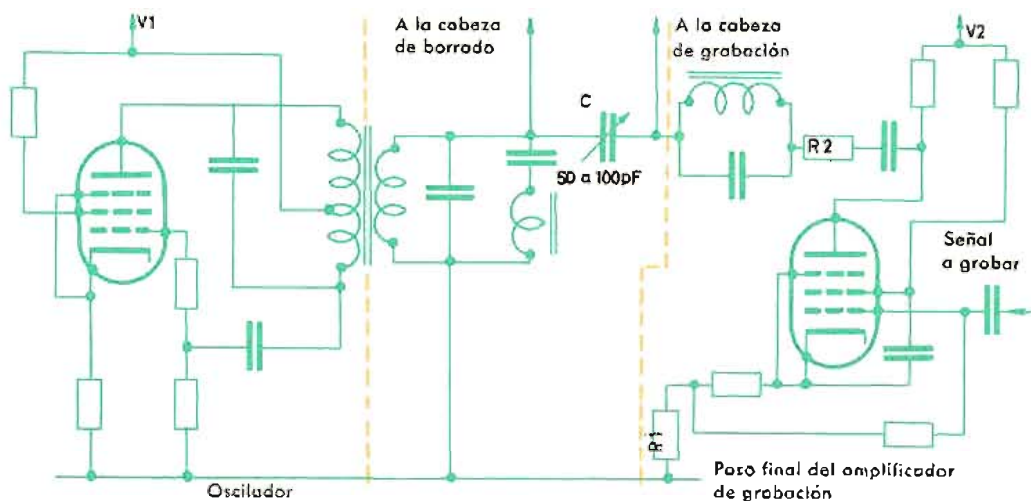 V1
A la cabeza
de borrado
A la cabeza
de grabación
V2
C
50 a 100pF
R2
Señal
a grabar
R1
Oscilador
Paso final del amplificador
de grabación